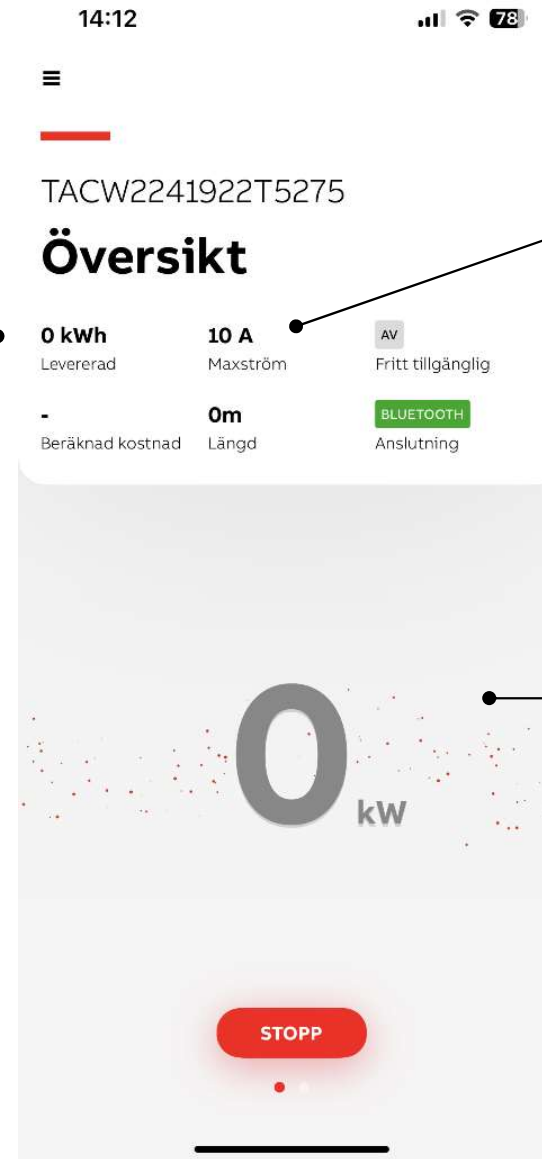 14:12 78
TACW2241922T5275
Översikt
0 kWh 10 A AV
Levererad Maxström Fritt tillgänglig
- 0m BLUETOOTH
Beräknad kostnad Längd Anslutning
0 kW
STOPP